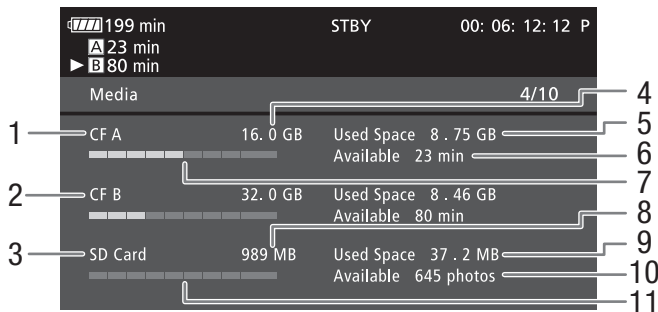 199 min STBY 00: 06: 12: 12 P
A 23 min
B 80 min
Media 4/10
4
1 CF A 16. 0 GB Used Space 8 . 75 GB 5
Available 23 min 6
7
2 CF B 32. 0 GB Used Space 8 . 46 GB
Available 80 min
8
3 SD Card 989 MB Used Space 37 . 2 MB 9
Available 645 photos 10
11